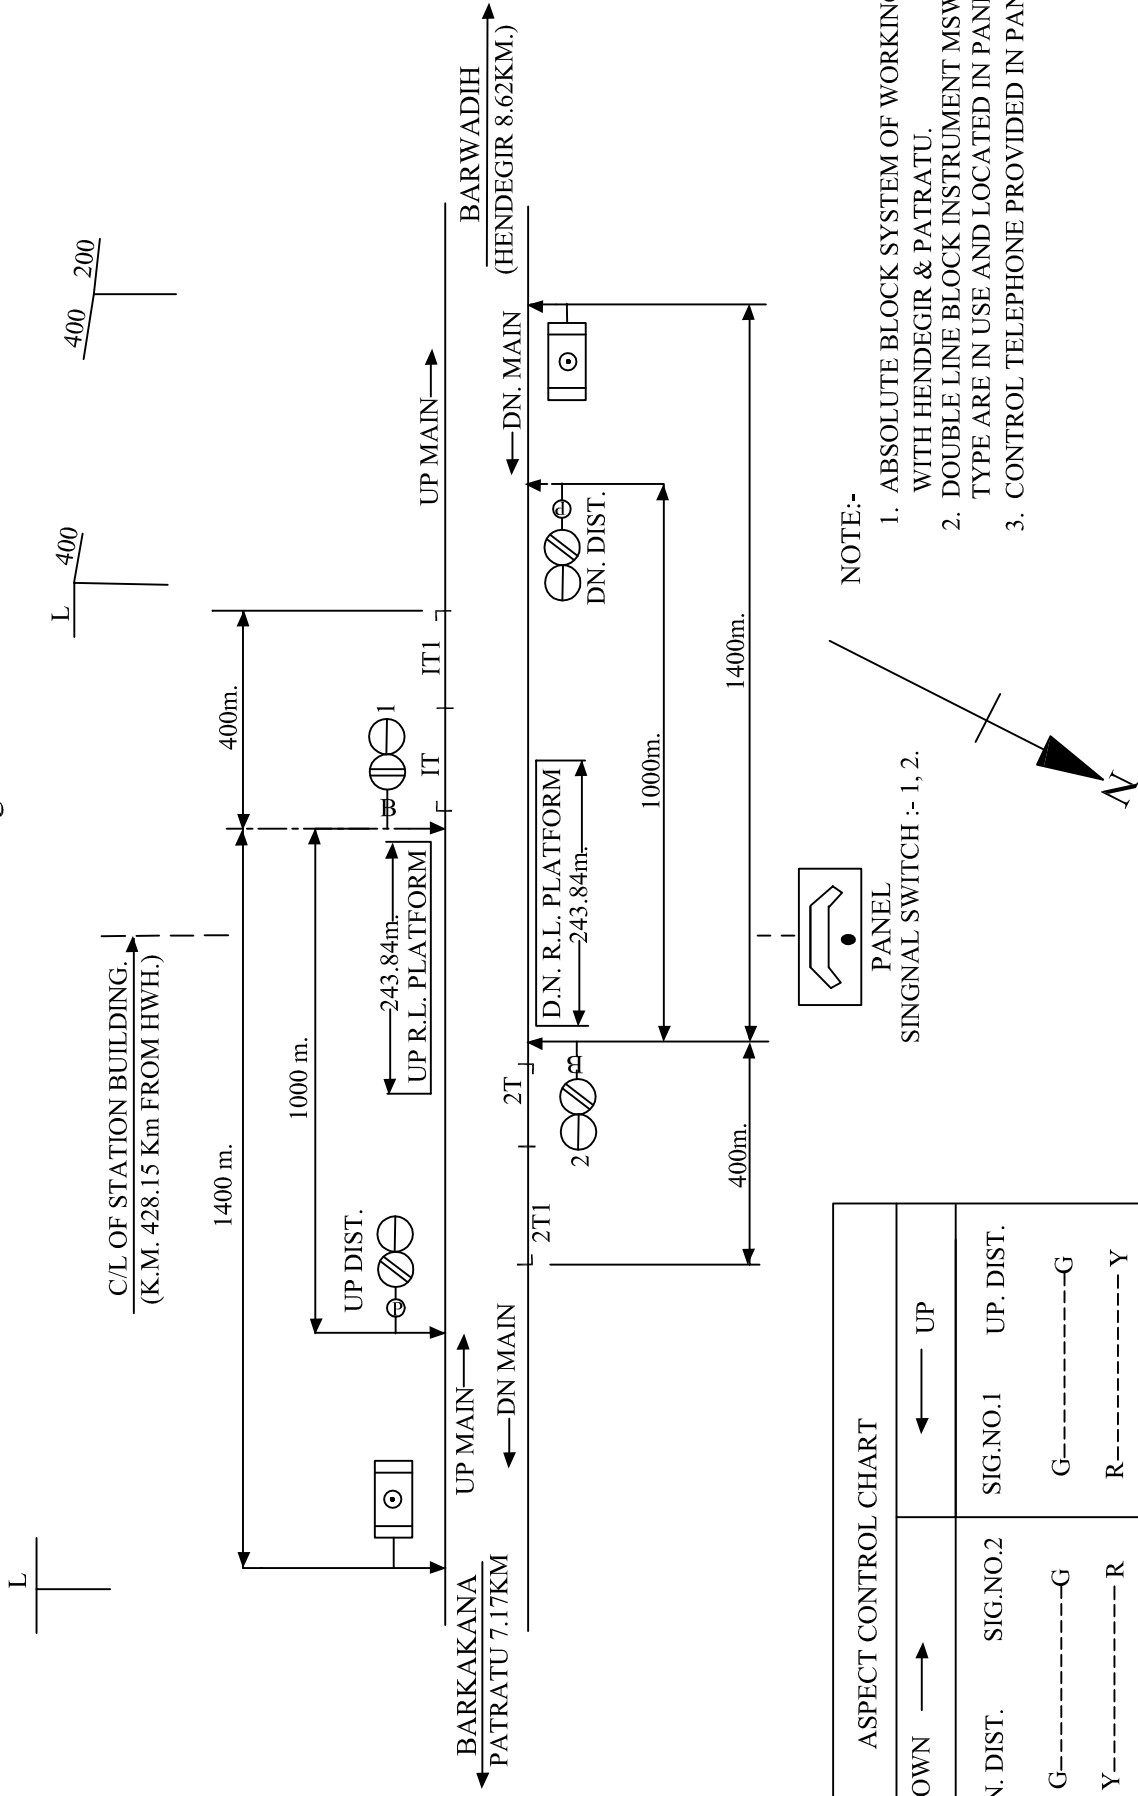 L
L 400
400 200
C/L OF STATION BUILDING.
(K.M. 428.15 Km FROM HWH.)
1400 m.
400m.
1000 m.
UP DIST.
P
243.84m.
UP R.L. PLATFORM
B
1
IT
IT1
UP MAIN
BARWADIH
(HENDEGIR 8.62KM.)
BARKAKANA
PATRATU 7.17KM
UP MAIN
DN MAIN
DN. MAIN
2T1
2T
2
B
D.N. R.L. PLATFORM
243.84m.
P
DN. DIST.
1000m.
400m.
1400m.
PANEL
SINGNAL SWITCH :- 1, 2.
N
NOTE:-
1. ABSOLUTE BLOCK SYSTEM OF WORKING
WITH HENDEGIR & PATRATU.
2. DOUBLE LINE BLOCK INSTRUMENT MSW
TYPE ARE IN USE AND LOCATED IN PAN
3. CONTROL TELEPHONE PROVIDED IN PAN
ASPECT CONTROL CHART
OWN UP
N. DIST. SIG.NO.2 SIG.NO.1 UP. DIST.
G------------G G------------G
Y------------R R------------Y